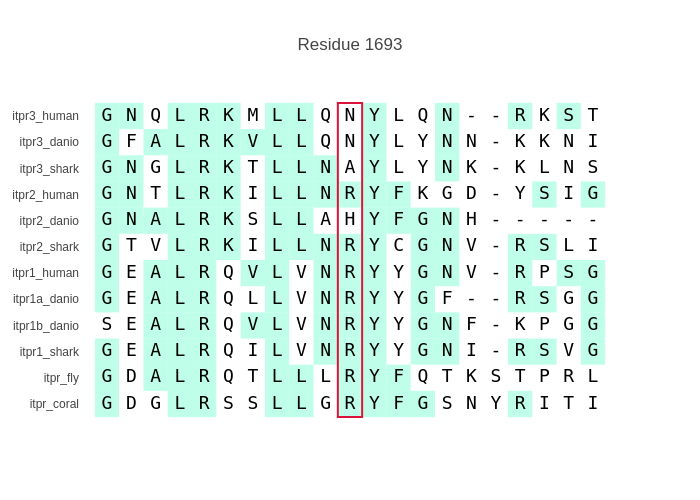 Residue 1693
itpr3_human G N Q L R K M L L Q N Y L Q N - - R K S T
itpr3_danio G F A L R K V L L Q N Y L Y N N - K K N I
itpr3_shark G N G L R K T L L N A Y L Y N K - K L N S
itpr2_human G N T L R K I L L N R Y F K G D - Y S I G
itpr2_danio G N A L R K S L L A H Y F G N H - - - - -
itpr2_shark G T V L R K I L L N R Y C G N V - R S L I
itpr1_human G E A L R Q V L V N R Y Y G N V - R P S G
itpr1a_danio G E A L R Q L L V N R Y Y G F - - R S G G
itpr1b_danio S E A L R Q V L V N R Y Y G N F - K P G G
itpr1_shark G E A L R Q I L V N R Y Y G N I - R S V G
itpr_fly G D A L R Q T L L L R Y F Q T K S T P R L
itpr_coral G D G L R S S L L G R Y F G S N Y R I T I